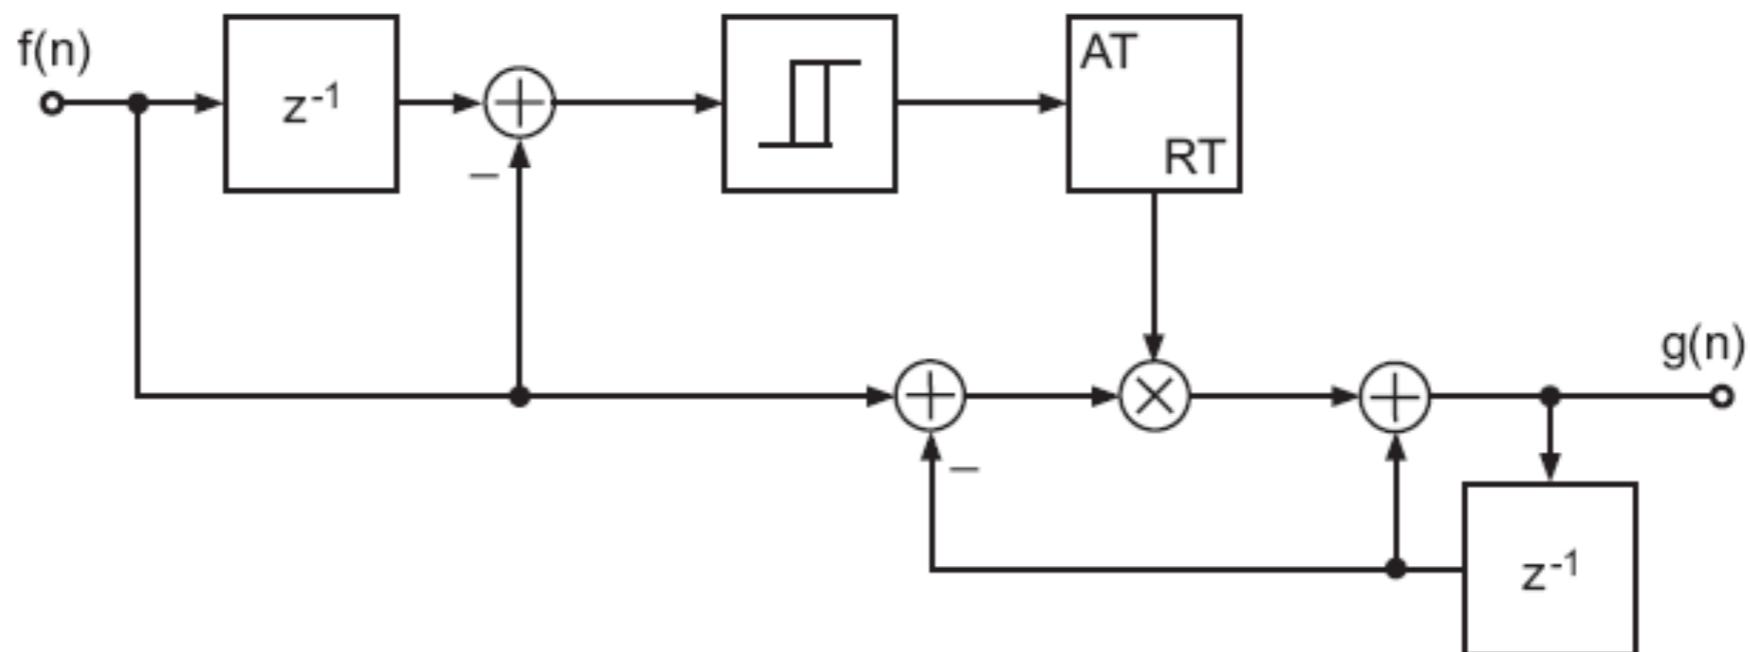 f(n)
z⁻¹
AT
RT
–
g(n)
–
z⁻¹